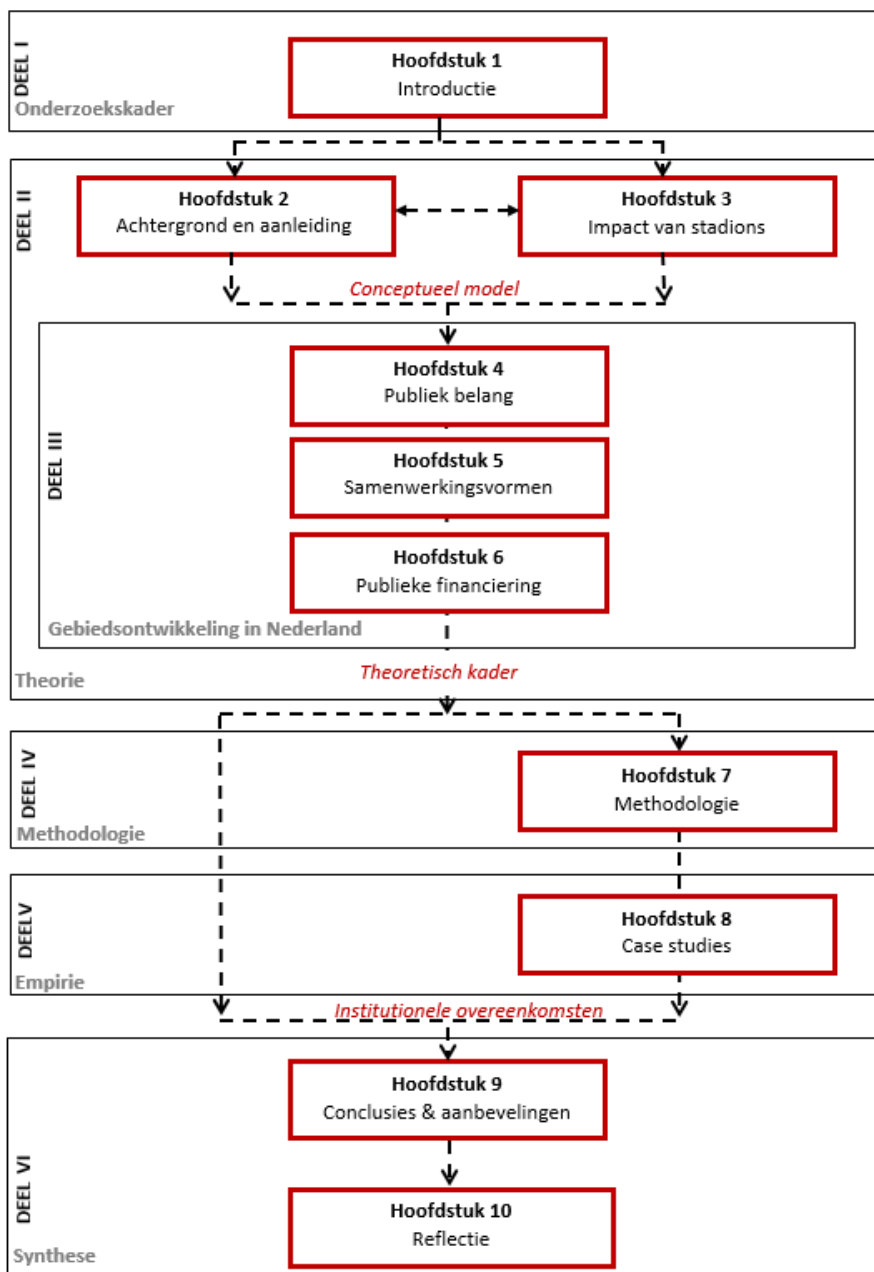 DEEL I
Hoofdstuk 1
Introductie
Onderzoekskader
DEEL II
Hoofdstuk 2
Achtergrond en aanleiding
Hoofdstuk 3
Impact van stadions
Conceptueel model
DEEL III
Hoofdstuk 4
Publiek belang
Hoofdstuk 5
Samenwerkingsvormen
Hoofdstuk 6
Publieke financiering
Gebiedsontwikkeling in Nederland
Theoretisch kader
Theorie
DEEL IV
Hoofdstuk 7
Methodologie
Methodologie
DEELV
Hoofdstuk 8
Case studies
Empirie
Institutionele overeenkomsten
DEEL VI
Hoofdstuk 9
Conclusies & aanbevelingen
Hoofdstuk 10
Reflectie
Synthese